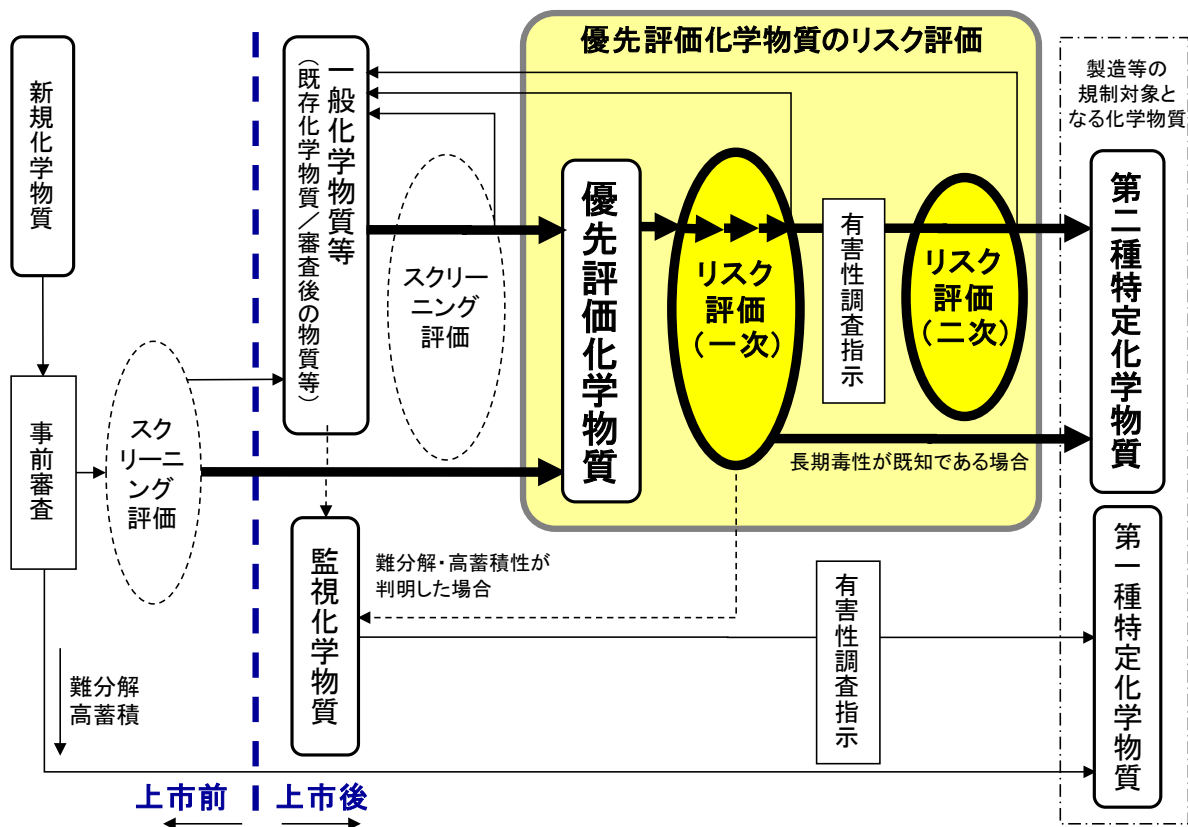 優先評価化学物質のリスク評価
新規化学物質
一般化学物質等
（既存化学物質／審査後の物質等）
製造等の
規制対象と
なる化学物質
スクリー
ニング
評価
優先評価化学物質
リスク
評価
（一次）
有害性調査指示
リスク
評価
（二次）
第二種特定化学物質
事前審査
スク
リーニ
ング
評価
長期毒性が既知である場合
監視化学物質
難分解・高蓄積性が
判明した場合
有害性調査指示
第一種特定化学物質
難分解
高蓄積
上市前
上市後